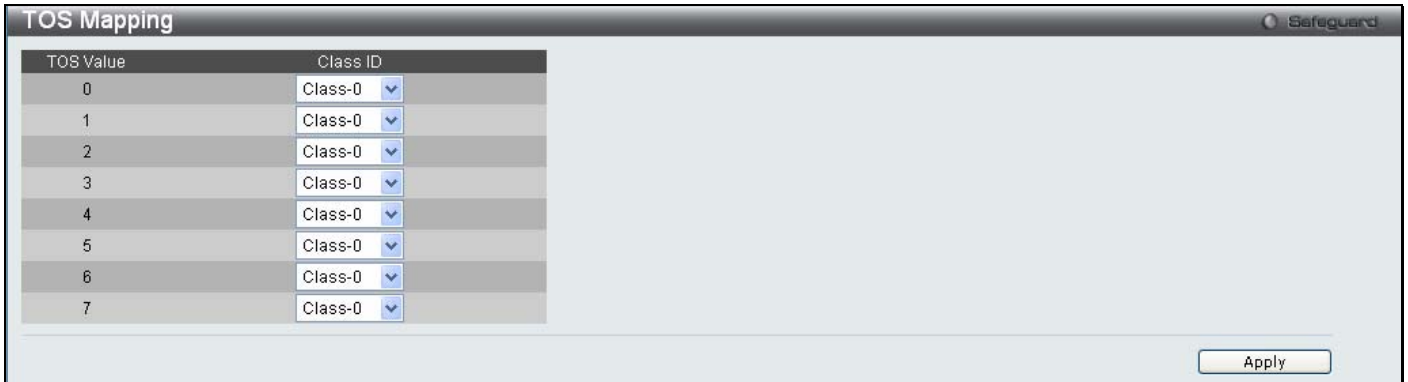 TOS Mapping Safeguard
TOS Value Class ID
0 Class-0
1 Class-0
2 Class-0
3 Class-0
4 Class-0
5 Class-0
6 Class-0
7 Class-0
Apply